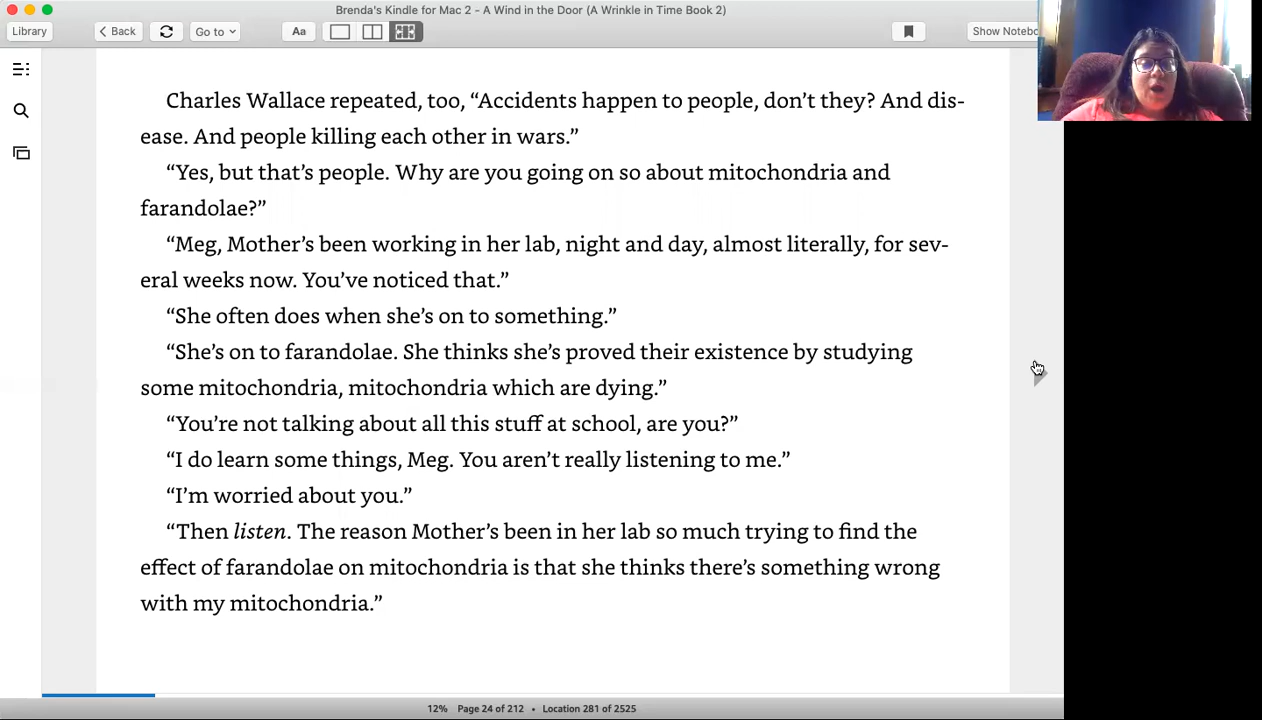 Brenda's Kindle for Mac 2 - A Wind in the Door (A Wrinkle in Time Book 2)
Library
Back
Go to
Aa
Show Notebo
Charles Wallace repeated, too, “Accidents happen to people, don’t they? And dis-
ease. And people killing each other in wars.”
“Yes, but that’s people. Why are you going on so about mitochondria and
farandolae?”
“Meg, Mother’s been working in her lab, night and day, almost literally, for sev-
eral weeks now. You’ve noticed that.”
“She often does when she’s on to something.”
“She’s on to farandolae. She thinks she’s proved their existence by studying
some mitochondria, mitochondria which are dying.”
“You’re not talking about all this stuff at school, are you?”
“I do learn some things, Meg. You aren’t really listening to me.”
“I’m worried about you.”
“Then listen. The reason Mother’s been in her lab so much trying to find the
effect of farandolae on mitochondria is that she thinks there’s something wrong
with my mitochondria.”
12% Page 24 of 212 • Location 281 of 2525